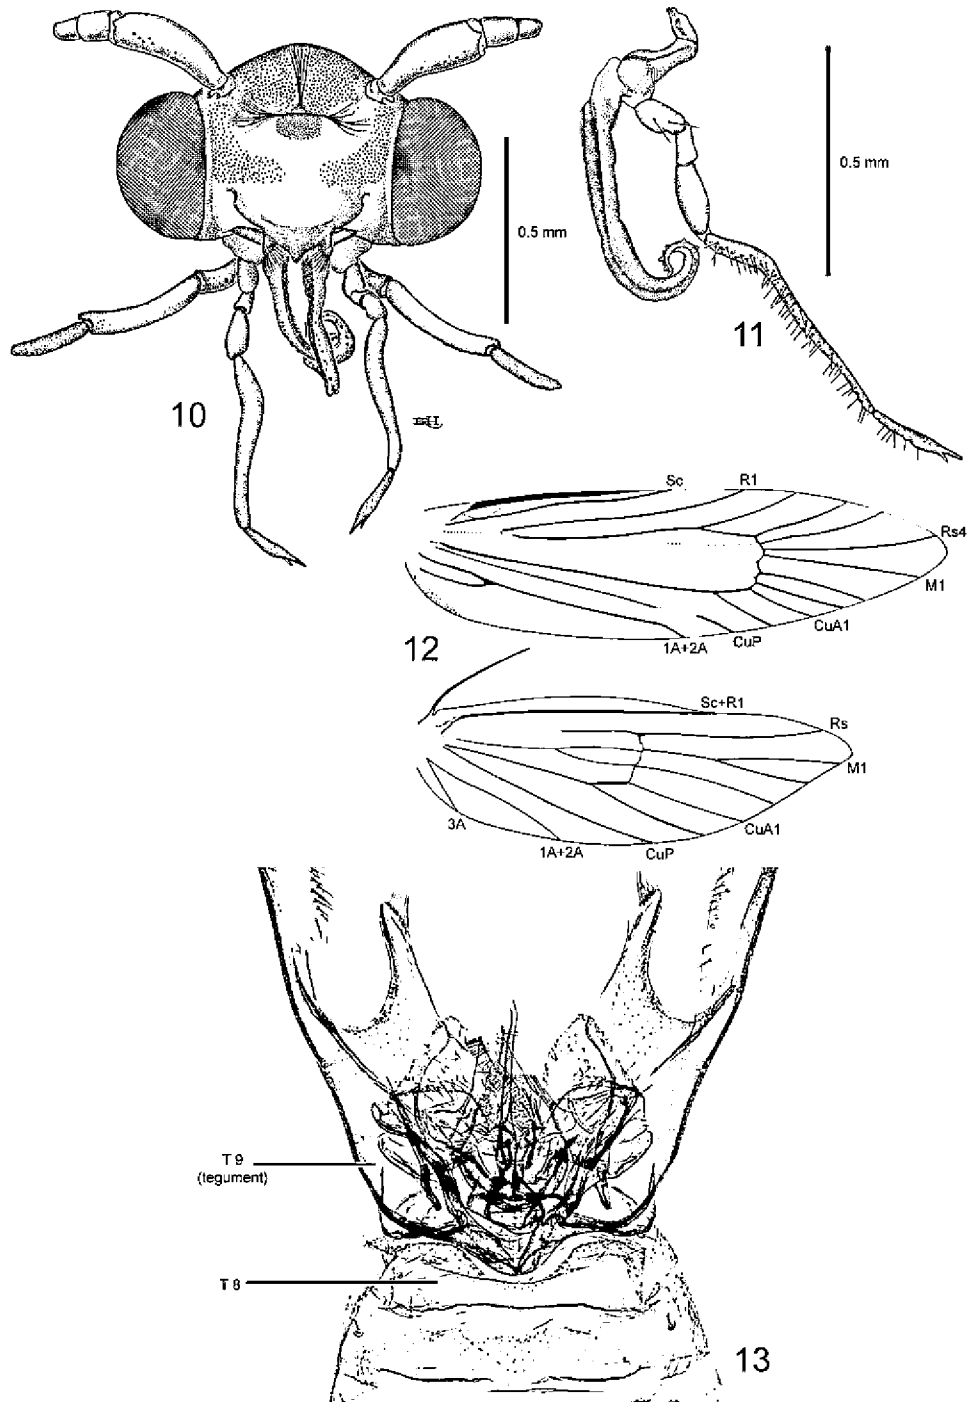 0.5 mm
10
0.5 mm
11
Sc
R1
Rs4
M1
CuA1
CuP
1A+2A
12
Sc+R1
Rs
M1
CuA1
CuP
1A+2A
3A
T 9
(tegument)
T 8
13